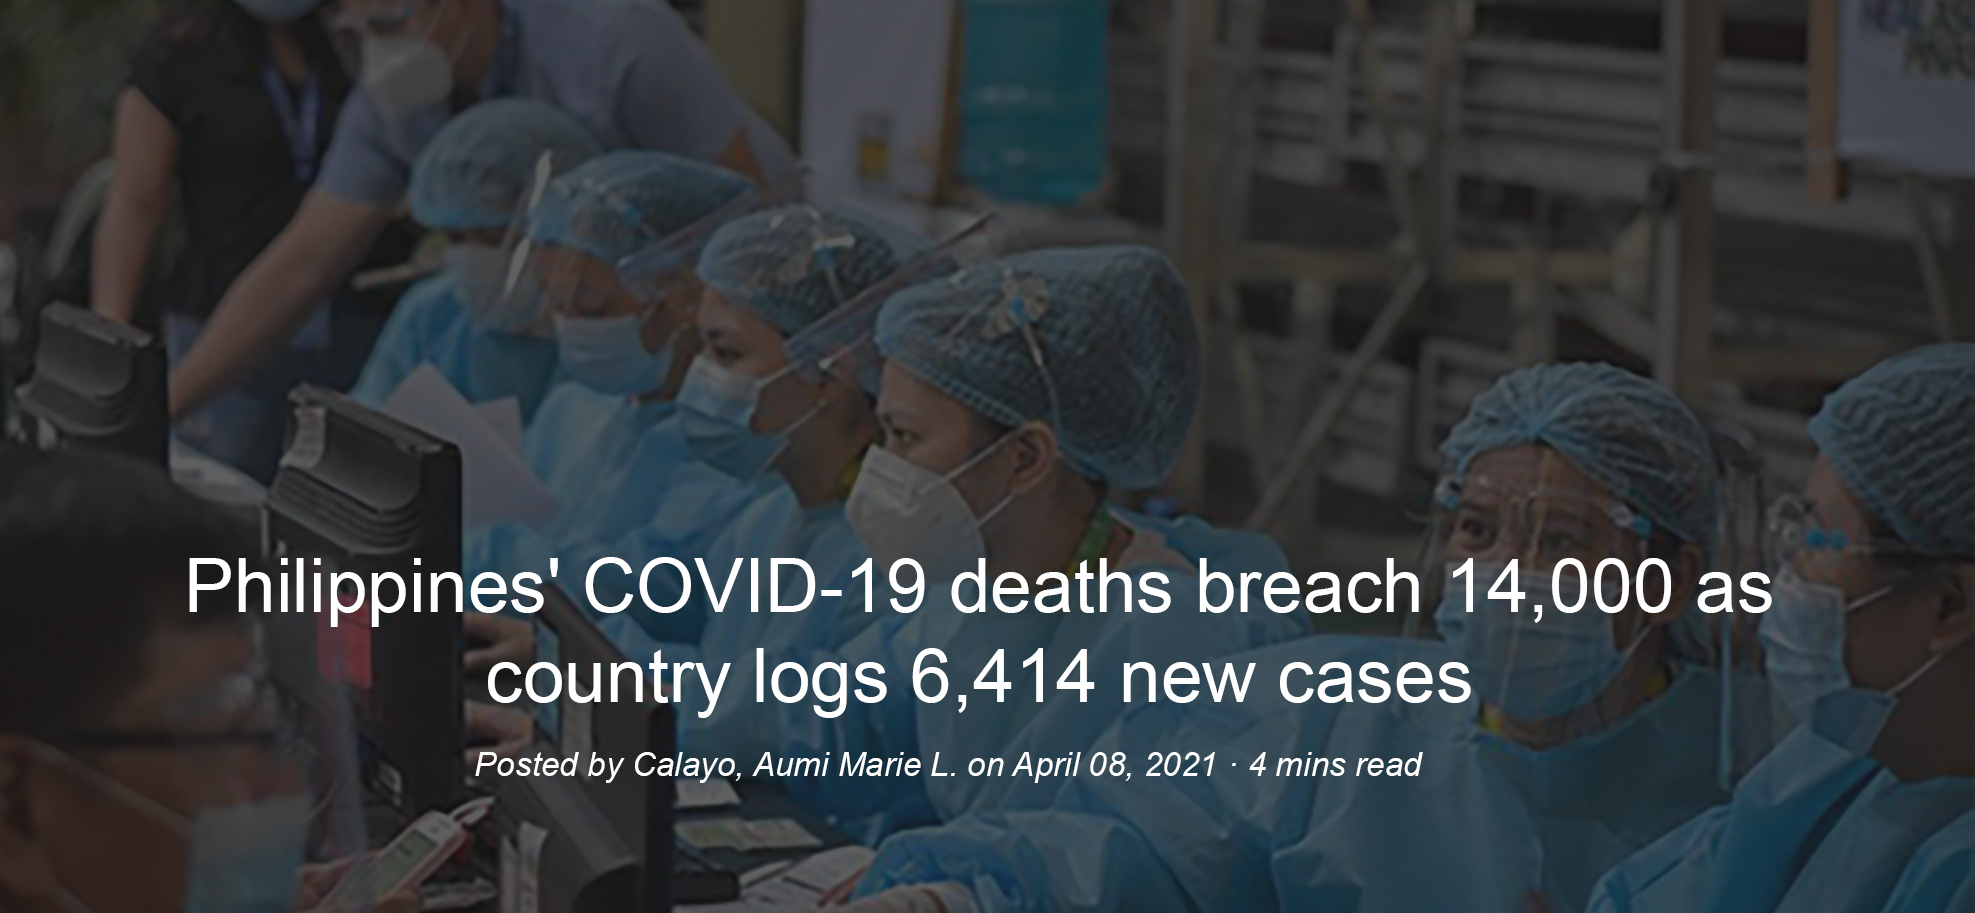 Philippines' COVID-19 deaths breach 14,000 as
country logs 6,414 new cases
Posted by Calayo, Aumi Marie L. on April 08, 2021 · 4 mins read